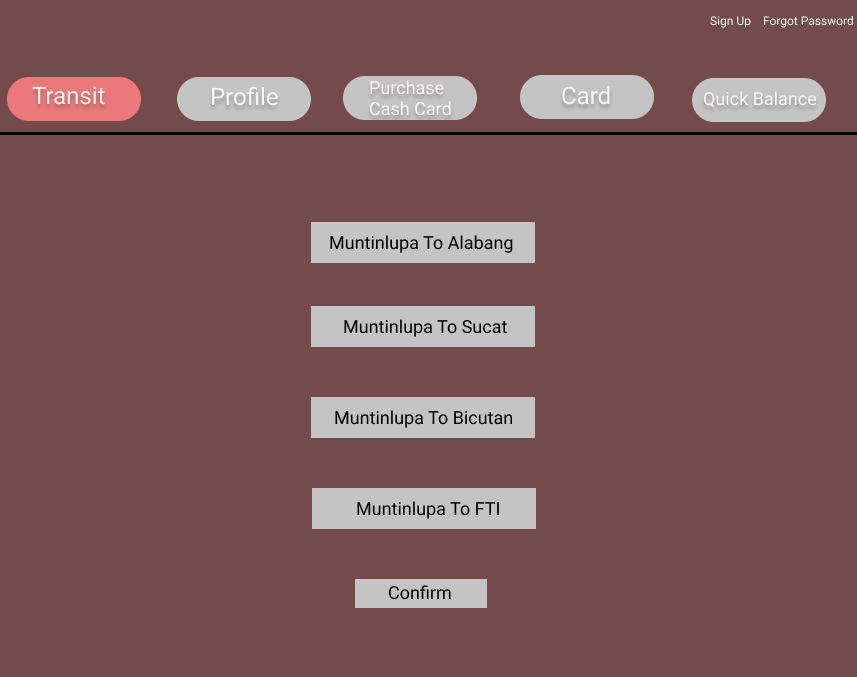 Sign Up Forgot Password
Transit
Profile
Purchase
Cash Card
Card
Quick Balance
Muntinlupa To Alabang
Muntinlupa To Sucat
Muntinlupa To Bicutan
Muntinlupa To FTI
Confirm